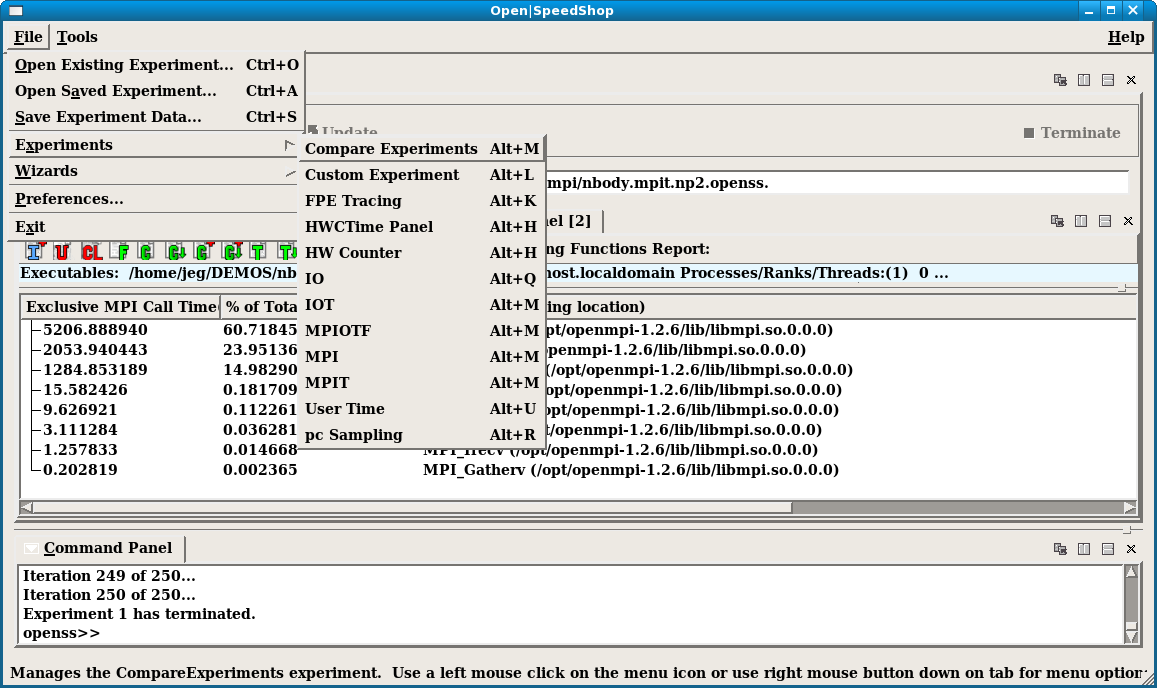 Open|SpeedShop
File Tools Help
Open Existing Experiment... Ctrl+O
Open Saved Experiment... Ctrl+A
Save Experiment Data... Ctrl+S
Experiments
Wizards
Preferences...
Exit
Update
Terminate
Compare Experiments Alt+M
Custom Experiment Alt+L
FPE Tracing Alt+K
HWCTime Panel Alt+H
HW Counter Alt+H
IO Alt+Q
IOT Alt+M
MPIOTF Alt+M
MPI Alt+M
MPIT Alt+M
User Time Alt+U
pc Sampling Alt+R
mpi/nbody.mpit.np2.openss.
el [2]
I U CL F G G G G T T
ng Functions Report:
Executables: /home/jeg/DEMOS/nb
host.localdomain Processes/Ranks/Threads:(1) 0 ...
Exclusive MPI Call Time( % of Tota ing location)
5206.888940 60.71845 pt/openmpi-1.2.6/lib/libmpi.so.0.0.0)
2053.940443 23.95136 openmpi-1.2.6/lib/libmpi.so.0.0.0)
1284.853189 14.98290 (/opt/openmpi-1.2.6/lib/libmpi.so.0.0.0)
15.582426 0.181709 opt/openmpi-1.2.6/lib/libmpi.so.0.0.0)
9.626921 0.112261 /opt/openmpi-1.2.6/lib/libmpi.so.0.0.0)
3.111284 0.036281 t/openmpi-1.2.6/lib/libmpi.so.0.0.0)
1.257833 0.014668 MPI_Irecv (/opt/openmpi-1.2.6/lib/libmpi.so.0.0.0)
0.202819 0.002365 MPI_Gatherv (/opt/openmpi-1.2.6/lib/libmpi.so.0.0.0)
Command Panel
Iteration 249 of 250...
Iteration 250 of 250...
Experiment 1 has terminated.
openss>>
Manages the CompareExperiments experiment. Use a left mouse click on the menu icon or use right mouse button down on tab for menu option